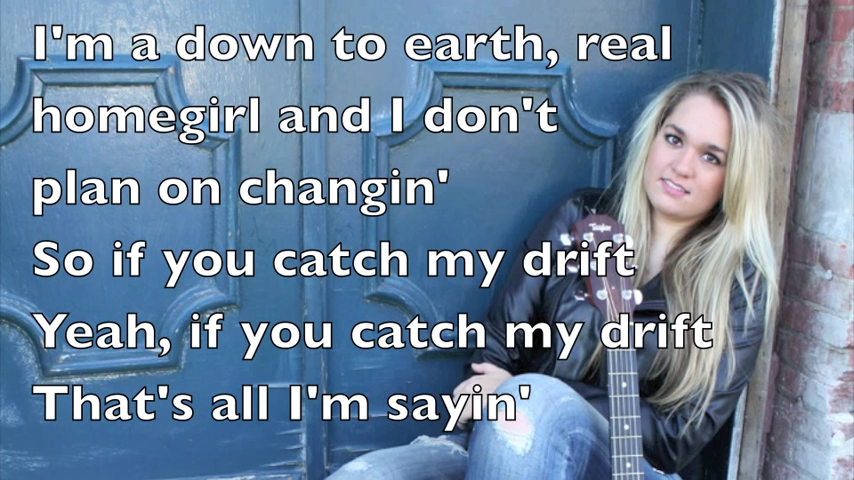 I'm a down to earth, real
homegirl and I don't
plan on changin'
So if you catch my drift
Yeah, if you catch my drift
That's all I'm sayin'
Taylor